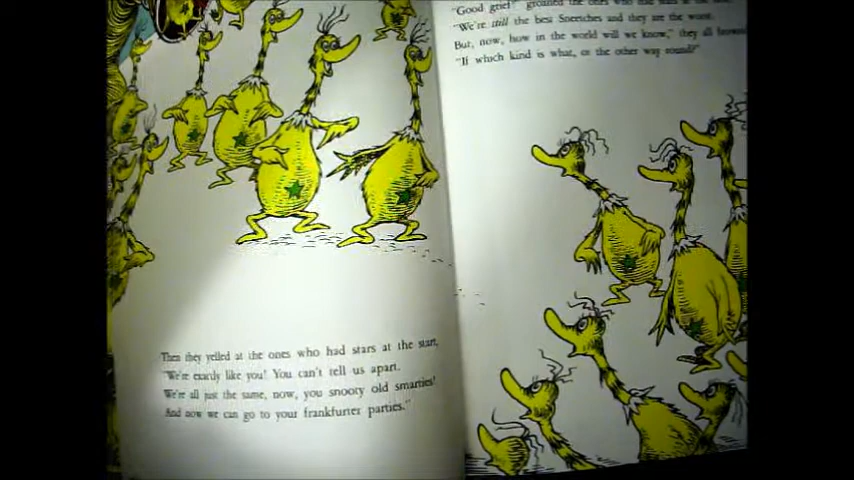 Then they yelled at the ones who had stars at the start,
"We're exactly like you! You can't tell us apart.
We're all just the same, now, you snooty old smarties!
And now we can go to your frankfurter parties."
"Good grief!" groaned the ones who had stars at the
"We're still the best Sneetches and they are the worst.
But, now, how in the world will we know," they all frowned
"If which kind is what, or the other way round?"